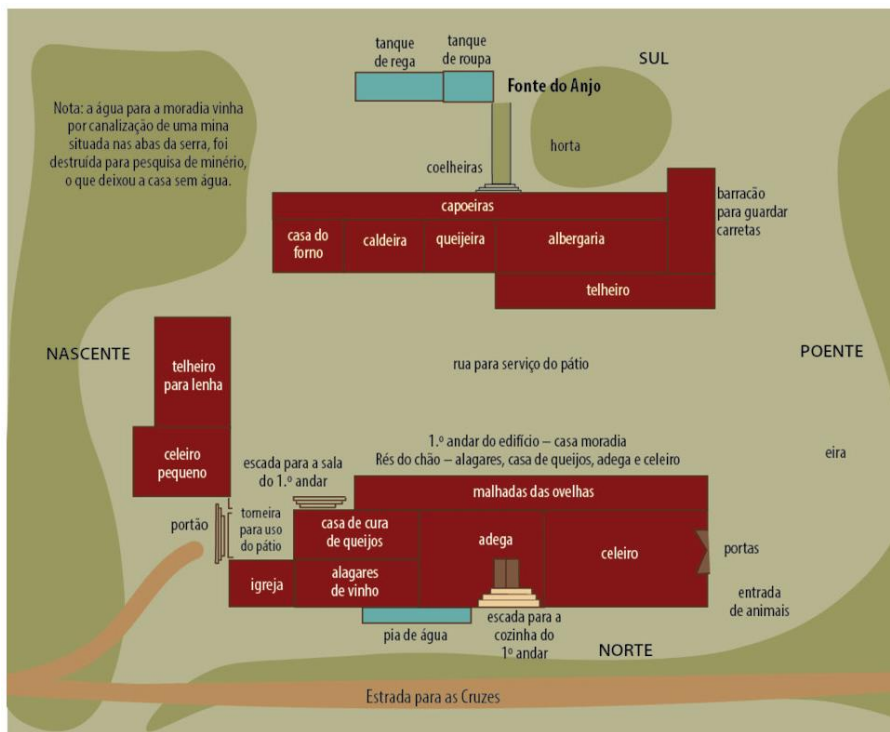 tanque
de rega
tanque
de roupa
SUL
Fonte do Anjo
Nota: a água para a moradia vinha
por canalização de uma mina
situada nas abas da serra, foi
destruída para pesquisa de minério,
o que deixou a casa sem água.
horta
coelheiras
capoeiras
barracão
para guardar
carretas
casa do
forno
caldeira
queijeira
albergaria
telheiro
NASCENTE
telheiro
para lenha
rua para serviço do pátio
POENTE
celeiro
pequeno
escada para a sala
do 1.º andar
1.º andar do edifício – casa moradia
Rés do chão – alagares, casa de queijos, adega e celeiro
eira
malhadas das ovelhas
portão
torneira
para uso
do pátio
casa de cura
de queijos
adega
celeiro
portas
igreja
alagares
de vinho
entrada
de animais
pia de água
escada para a
cozinha do
1º andar
NORTE
Estrada para as Cruzes